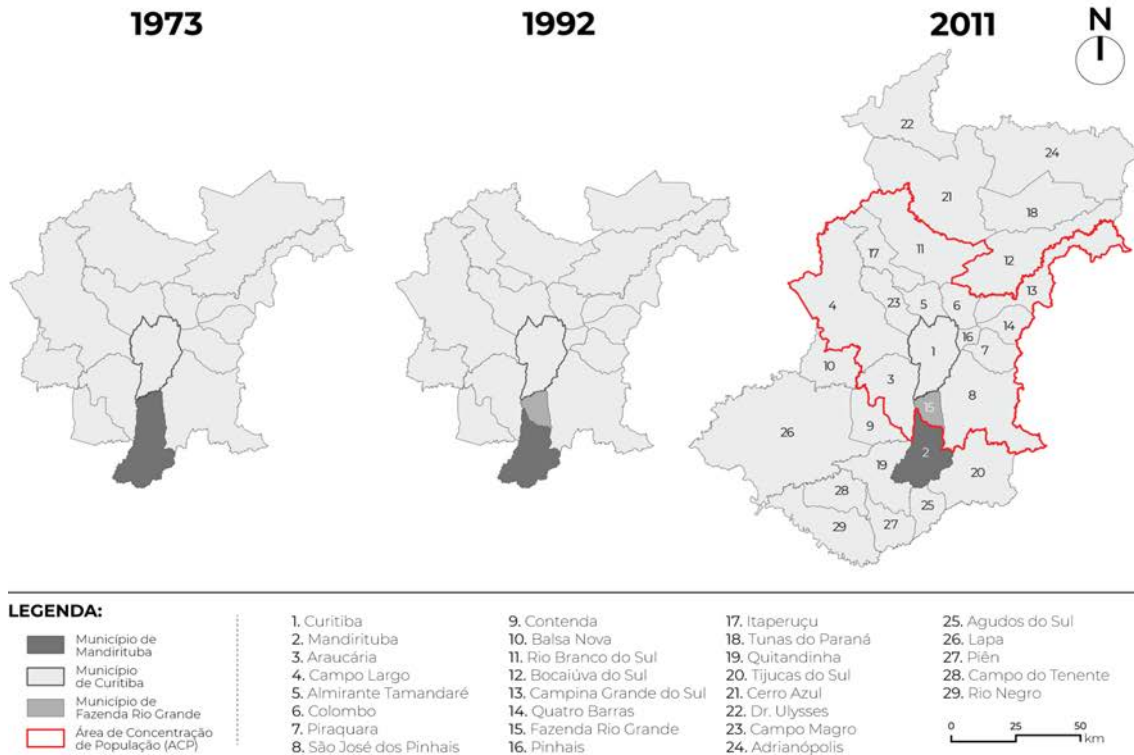 1973
1992
2011
N
22
24
21
18
17
11
12
13
4
23
5
6
14
16
7
1
10
3
8
15
9
26
2
19
20
28
25
29
27
LEGENDA:
Município de
Mandirituba
Município
de Curitiba
Município de
Fazenda Rio Grande
Área de Concentração
de População (ACP)
1. Curitiba
2. Mandirituba
3. Araucária
4. Campo Largo
5. Almirante Tamandaré
6. Colombo
7. Piraquara
8. São José dos Pinhais
9. Contenda
10. Balsa Nova
11. Rio Branco do Sul
12. Bocaiúva do Sul
13. Campina Grande do Sul
14. Quatro Barras
15. Fazenda Rio Grande
16. Pinhais
17. Itaperuçu
18. Tunas do Paraná
19. Quitandinha
20. Tijucas do Sul
21. Cerro Azul
22. Dr. Ulysses
23. Campo Magro
24. Adrianópolis
25. Agudos do Sul
26. Lapa
27. Piên
28. Campo do Tenente
29. Rio Negro
0 25 50
km